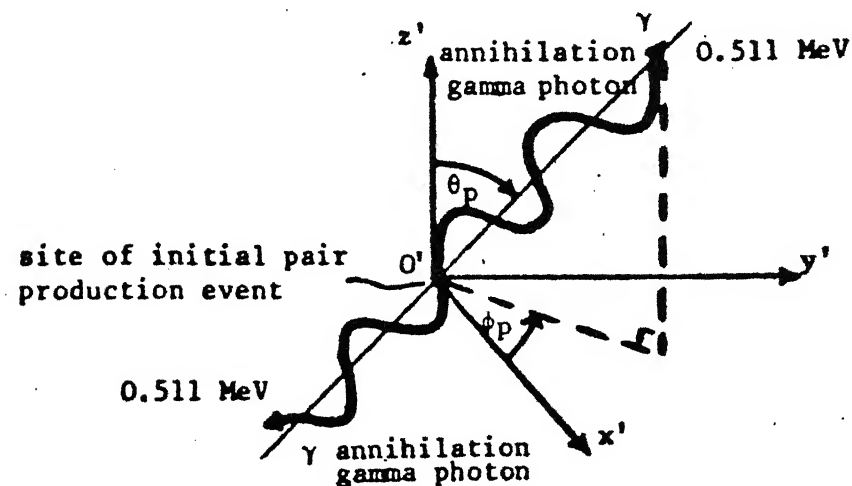 γ
z'
annihilation
gamma photon
0.511 MeV
θp
site of initial pair
production event
O'
y'
ϕp
0.511 MeV
x'
γ annihilation
gamma photon